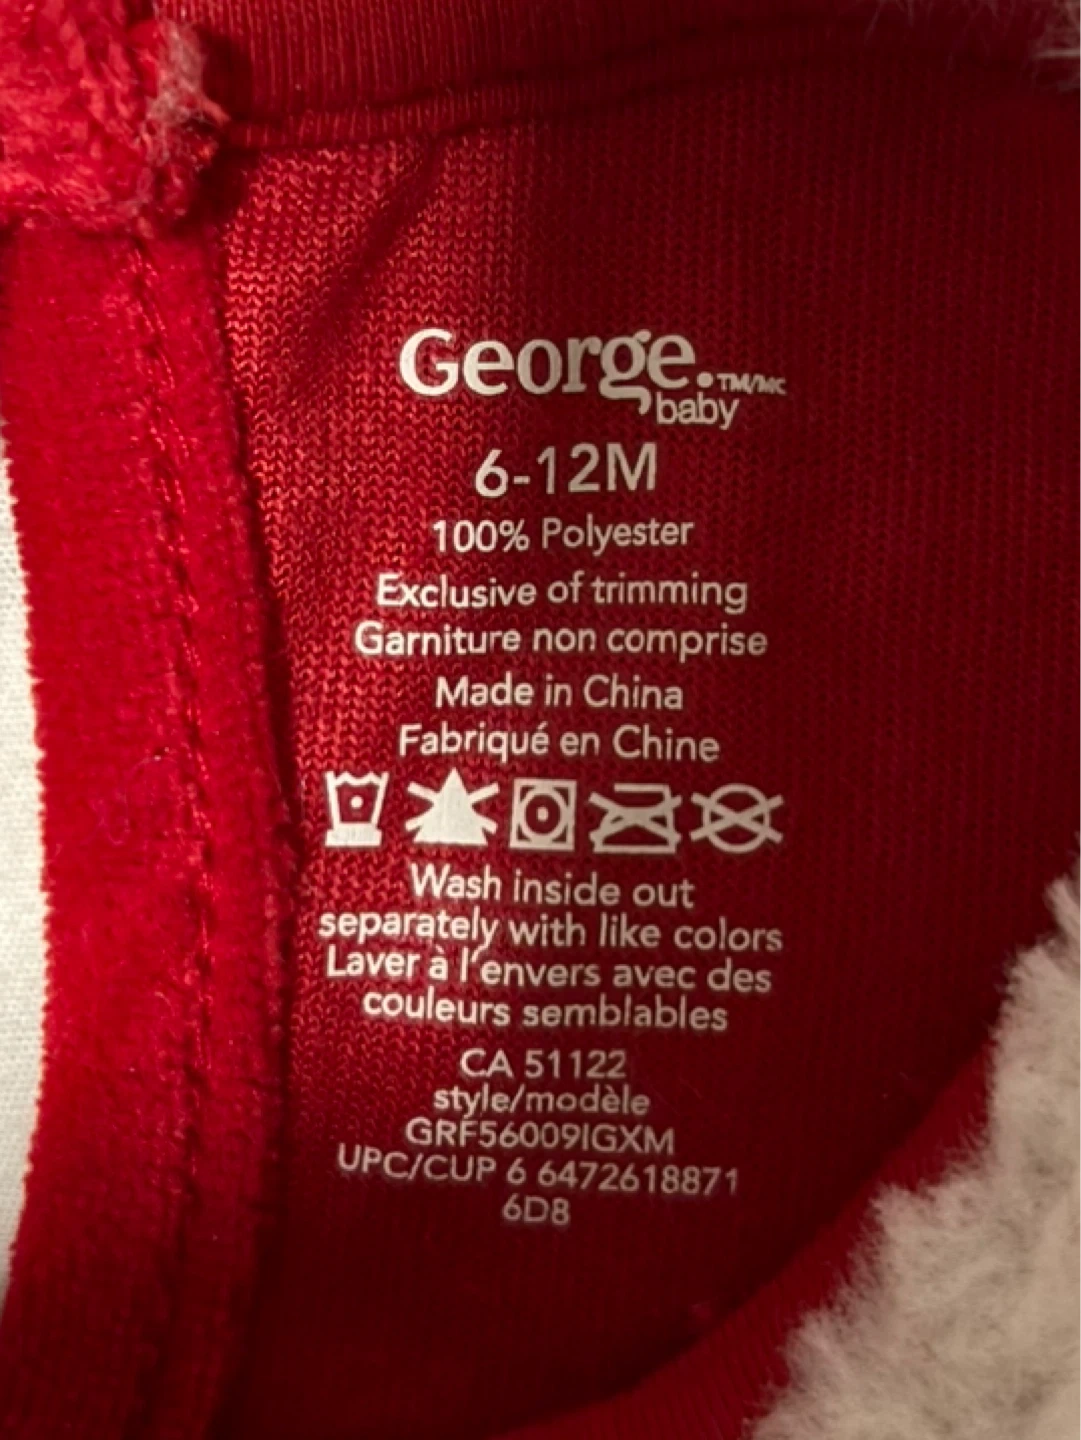 George.TM/MC
baby
6-12M
100% Polyester
Exclusive of trimming
Garniture non comprise
Made in China
Fabriqué en Chine
Wash inside out
separately with like colors
Laver à l'envers avec des
couleurs semblables
CA 51122
style/modèle
GRF56009IGXM
UPC/CUP 6 6472618871
6D8